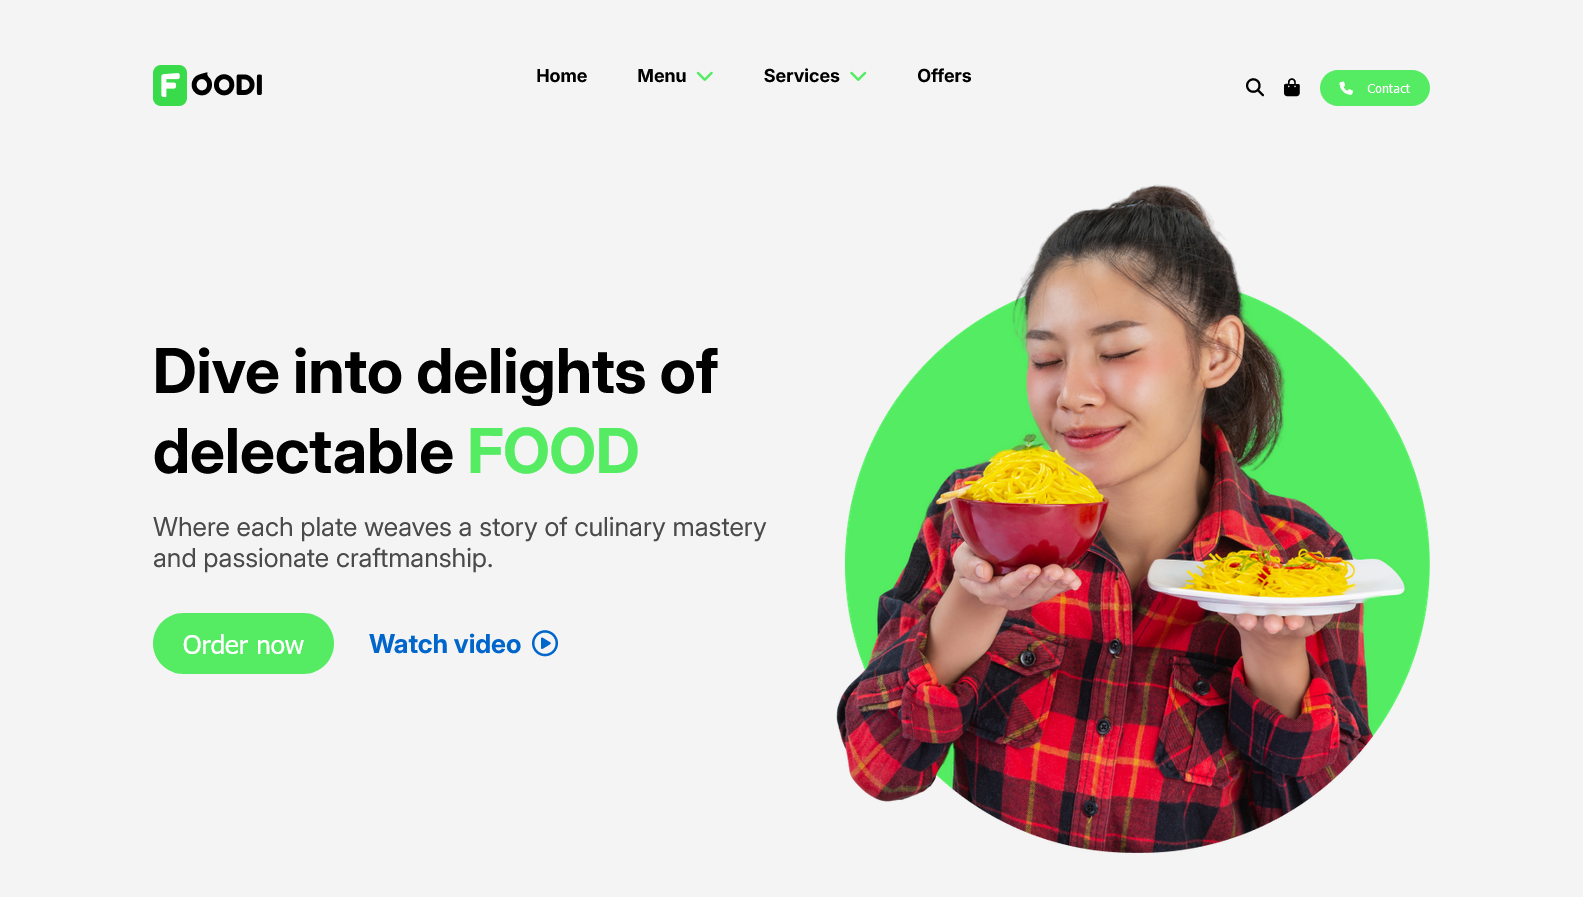 FOODI
Home
Menu
Services
Offers
Contact
Dive into delights of
delectable FOOD
Where each plate weaves a story of culinary mastery
and passionate craftmanship.
Order now
Watch video